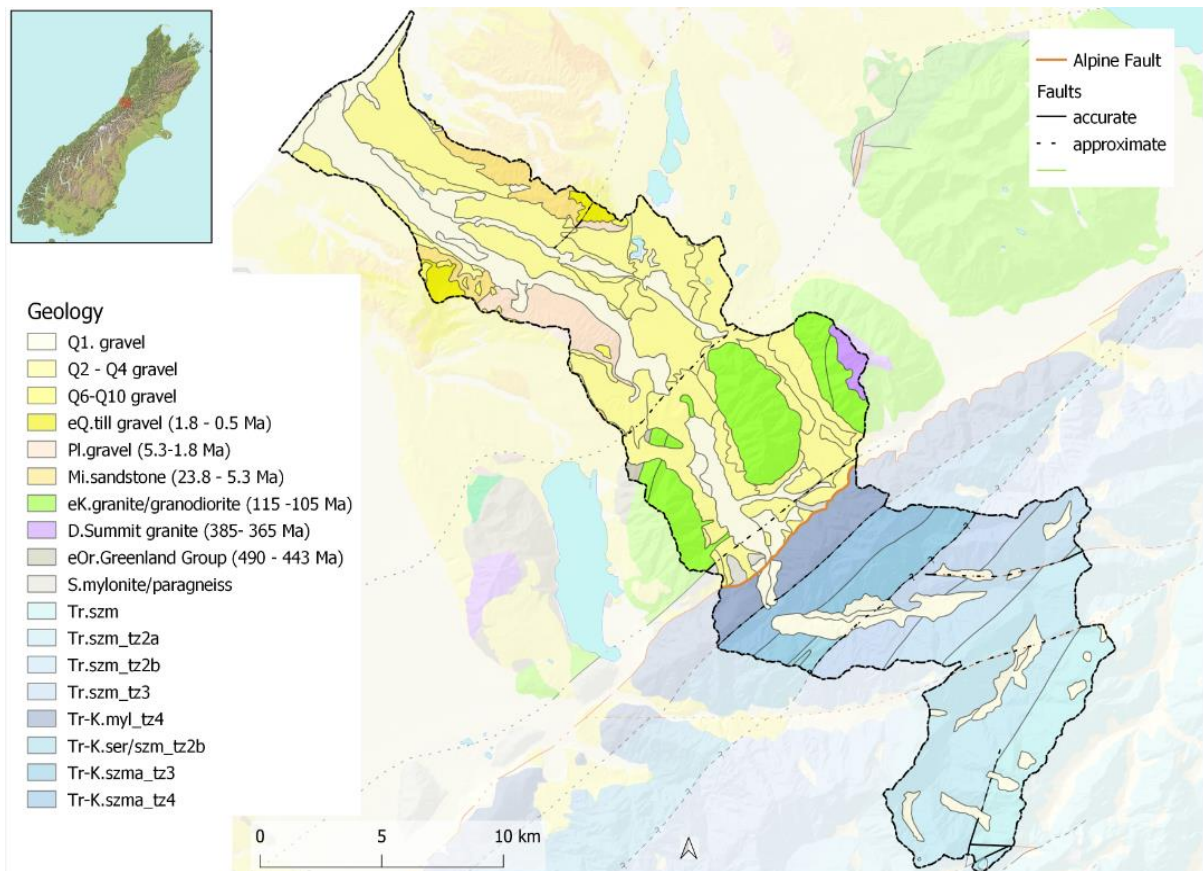 Alpine Fault
Faults
accurate
approximate
Geology
Q1. gravel
Q2 - Q4 gravel
Q6-Q10 gravel
eQ.till gravel (1.8 - 0.5 Ma)
Pl.gravel (5.3-1.8 Ma)
Mi.sandstone (23.8 - 5.3 Ma)
eK.granite/granodiorite (115 -105 Ma)
D.Summit granite (385- 365 Ma)
eOr.Greenland Group (490 - 443 Ma)
S.mylonite/paragneiss
Tr.szm
Tr.szm_tz2a
Tr.szm_tz2b
Tr.szm_tz3
Tr-K.myl_tz4
Tr-K.ser/szm_tz2b
Tr-K.szma_tz3
Tr-K.szma_tz4
0 5 10 km